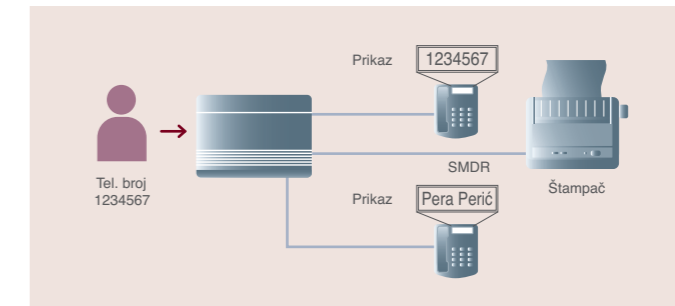 Prikaz
1234567
SMDR
Štampač
Tel. broj
1234567
Prikaz
Pera Perić